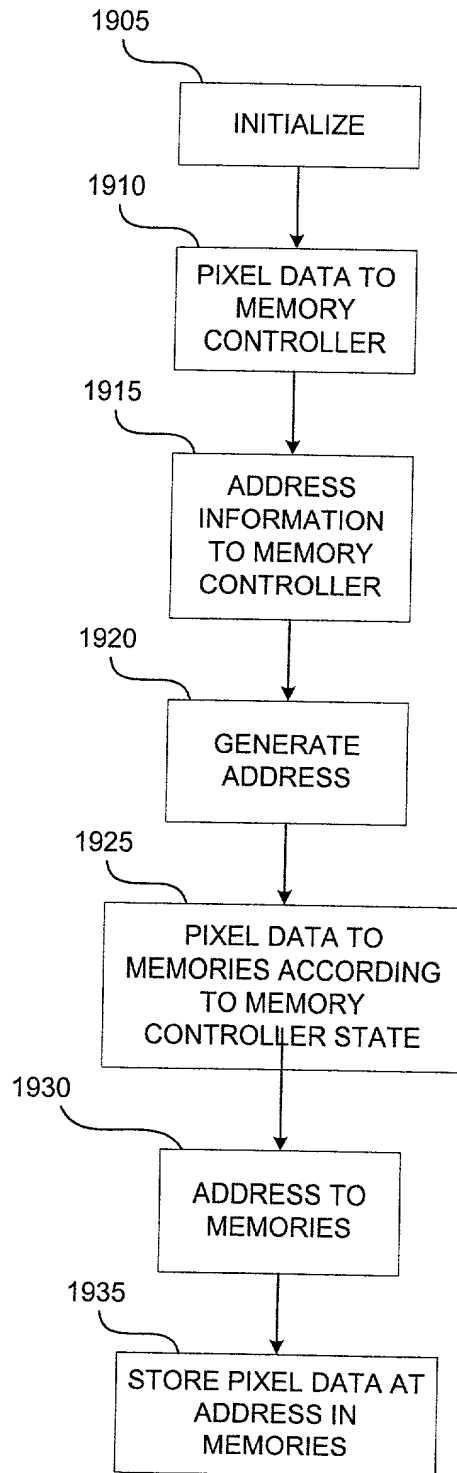 1905
INITIALIZE
1910
PIXEL DATA TO
MEMORY
CONTROLLER
1915
ADDRESS
INFORMATION
TO MEMORY
CONTROLLER
1920
GENERATE
ADDRESS
1925
PIXEL DATA TO
MEMORIES ACCORDING
TO MEMORY
CONTROLLER STATE
1930
ADDRESS TO
MEMORIES
1935
STORE PIXEL DATA AT
ADDRESS IN
MEMORIES